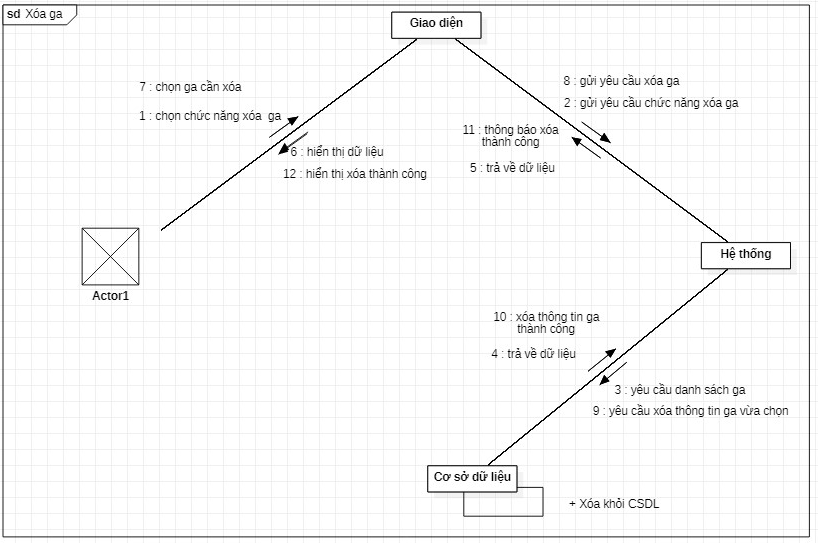 sd Xóa ga
Giao diện
7 : chọn ga cần xóa
1 : chọn chức năng xóa ga
8 : gửi yêu cầu xóa ga
2 : gửi yêu cầu chức năng xóa ga
6 : hiển thị dữ liệu
12 : hiển thị xóa thành công
11 : thông báo xóa
thành công
5 : trả về dữ liệu
Actor1
Hệ thống
10 : xóa thông tin ga
thành công
4 : trả về dữ liệu
3 : yêu cầu danh sách ga
9 : yêu cầu xóa thông tin ga vừa chọn
Cơ sở dữ liệu
+ Xóa khỏi CSDL